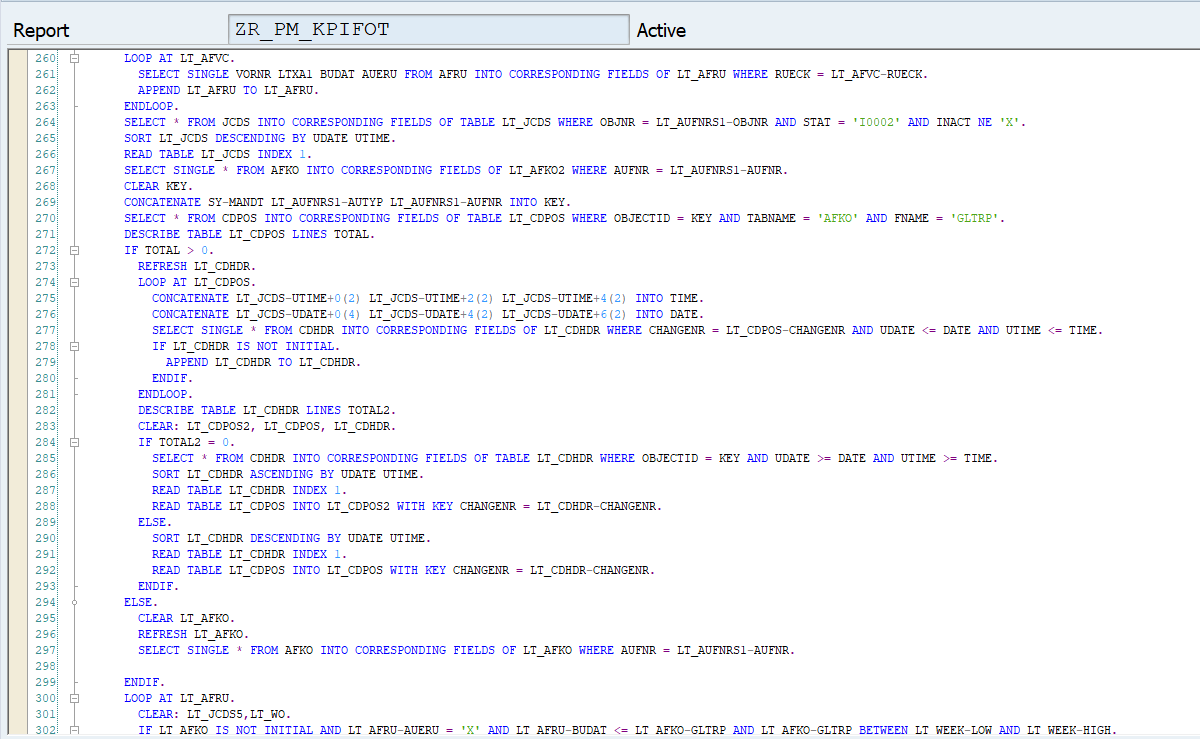 Report ZR_PM_KPIFOT Active
260 LOOP AT LT_AFVC.
261 SELECT SINGLE VORNR LTXA1 BUDAT AUERU FROM AFRU INTO CORRESPONDING FIELDS OF LT_AFRU WHERE RUECK = LT_AFVC-RUECK.
262 APPEND LT_AFRU TO LT_AFRU.
263 ENDLOOP.
264 SELECT * FROM JCDS INTO CORRESPONDING FIELDS OF TABLE LT_JCDS WHERE OBJNR = LT_AUFNRS1-OBJNR AND STAT = 'I0002' AND INACT NE 'X'.
265 SORT LT_JCDS DESCENDING BY UDATE UTIME.
266 READ TABLE LT_JCDS INDEX 1.
267 SELECT SINGLE * FROM AFKO INTO CORRESPONDING FIELDS OF LT_AFKO2 WHERE AUFNR = LT_AUFNRS1-AUFNR.
268 CLEAR KEY.
269 CONCATENATE SY-MANDT LT_AUFNRS1-AUTYP LT_AUFNRS1-AUFNR INTO KEY.
270 SELECT * FROM CDPOS INTO CORRESPONDING FIELDS OF TABLE LT_CDPOS WHERE OBJECTID = KEY AND TABNAME = 'AFKO' AND FNAME = 'GLTRP'.
271 DESCRIBE TABLE LT_CDPOS LINES TOTAL.
272 IF TOTAL > 0.
273 REFRESH LT_CDHDR.
274 LOOP AT LT_CDPOS.
275 CONCATENATE LT_JCDS-UTIME+0(2) LT_JCDS-UTIME+2(2) LT_JCDS-UTIME+4(2) INTO TIME.
276 CONCATENATE LT_JCDS-UDATE+0(4) LT_JCDS-UDATE+4(2) LT_JCDS-UDATE+6(2) INTO DATE.
277 SELECT SINGLE * FROM CDHDR INTO CORRESPONDING FIELDS OF LT_CDHDR WHERE CHANGENR = LT_CDPOS-CHANGENR AND UDATE <= DATE AND UTIME <= TIME.
278 IF LT_CDHDR IS NOT INITIAL.
279 APPEND LT_CDHDR TO LT_CDHDR.
280 ENDIF.
281 ENDLOOP.
282 DESCRIBE TABLE LT_CDHDR LINES TOTAL2.
283 CLEAR: LT_CDPOS2, LT_CDPOS, LT_CDHDR.
284 IF TOTAL2 = 0.
285 SELECT * FROM CDHDR INTO CORRESPONDING FIELDS OF TABLE LT_CDHDR WHERE OBJECTID = KEY AND UDATE >= DATE AND UTIME >= TIME.
286 SORT LT_CDHDR ASCENDING BY UDATE UTIME.
287 READ TABLE LT_CDHDR INDEX 1.
288 READ TABLE LT_CDPOS INTO LT_CDPOS2 WITH KEY CHANGENR = LT_CDHDR-CHANGENR.
289 ELSE.
290 SORT LT_CDHDR DESCENDING BY UDATE UTIME.
291 READ TABLE LT_CDHDR INDEX 1.
292 READ TABLE LT_CDPOS INTO LT_CDPOS WITH KEY CHANGENR = LT_CDHDR-CHANGENR.
293 ENDIF.
294 ELSE.
295 CLEAR LT_AFKO.
296 REFRESH LT_AFKO.
297 SELECT SINGLE * FROM AFKO INTO CORRESPONDING FIELDS OF LT_AFKO WHERE AUFNR = LT_AUFNRS1-AUFNR.
298
299 ENDIF.
300 LOOP AT LT_AFRU.
301 CLEAR: LT_JCDS5,LT_WO.
302 IF LT_AFKO IS NOT INITIAL AND LT_AFRU-AUERU = 'X' AND LT_AFRU-BUDAT <= LT_AFKO-GLTRP AND LT_AFKO-GLTRP BETWEEN LT_WEEK-LOW AND LT_WEEK-HIGH.